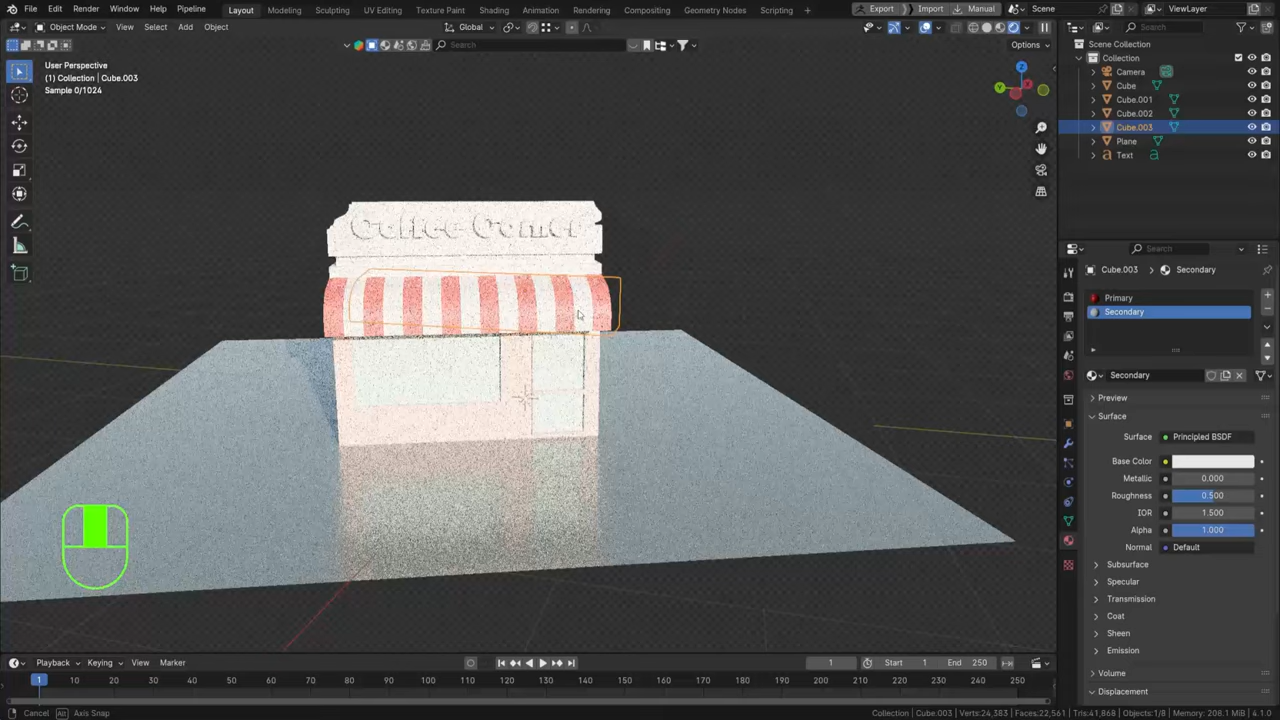 File Edit Render Window Help Pipeline Layout Modeling Sculpting UV Editing Texture Paint Shading Animation Rendering Compositing Geometry Nodes Scripting + Export Import Manual Scene ViewLayer
Object Mode View Select Add Object Global Search
Search Options
User Perspective
(1) Collection | Cube.003
Sample 0/1024
Z
Y
X
Coffee Corner
Scene Collection
Collection
Camera
Cube
Cube.001
Cube.002
Cube.003
Plane
Text
Search
Cube.003 > Secondary
Primary
Secondary
Secondary
Preview
Surface
Surface Principled BSDF
Base Color
Metallic 0.000
Roughness 0.500
IOR 1.500
Alpha 1.000
Normal Default
Subsurface
Specular
Transmission
Coat
Sheen
Emission
Volume
Displacement
Playback Keying View Marker 1 Start 1 End 250
1 10 20 30 40 50 60 70 80 90 100 110 120 130 140 150 160 170 180 190 200 210 220 230 240 250
Cancel Alt Axis Snap Collection | Cube.003 | Verts:24,383 | Faces:22,561 | Tris:41,868 | Objects:1/8 | Memory: 208.1 MiB | 4.1.0